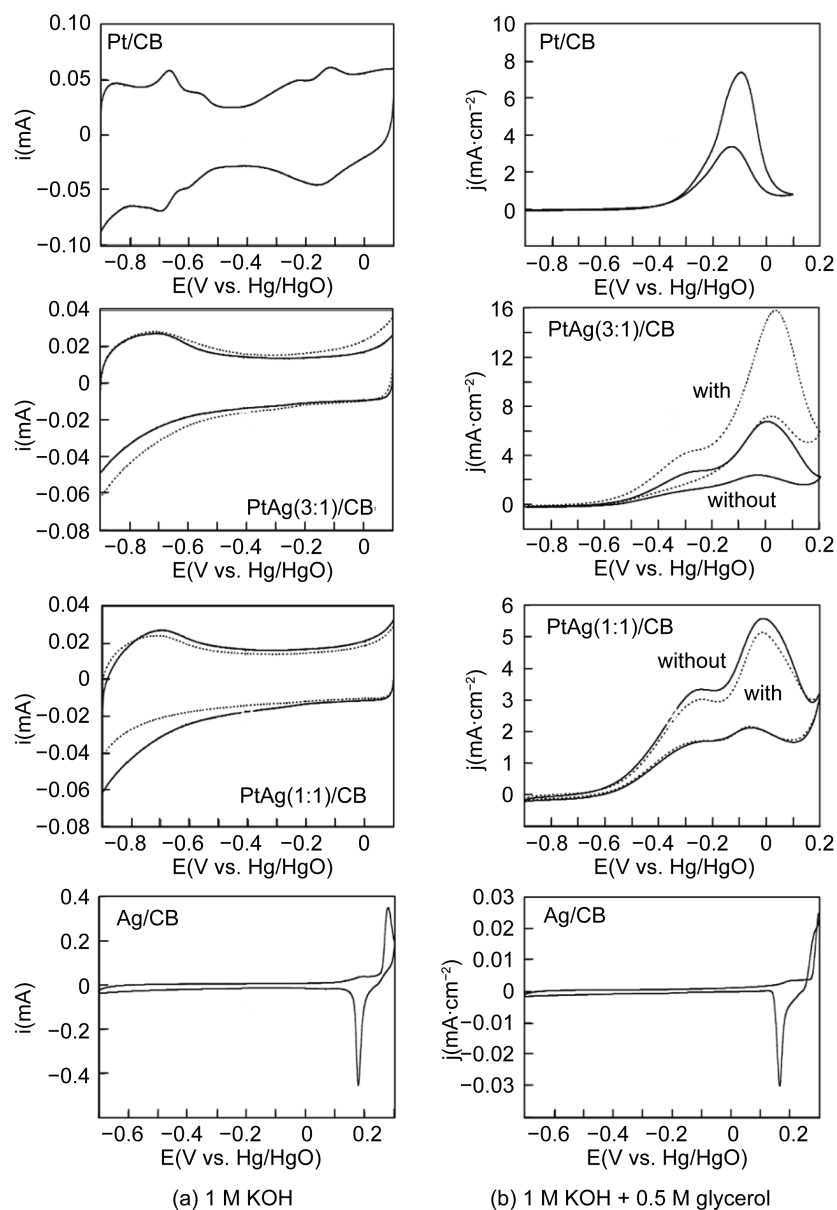 Pt/CB
0.10
0.05
0
−0.05
−0.10
i(mA)
−0.8 −0.6 −0.4 −0.2 0
E(V vs. Hg/HgO)
Pt/CB
10
8
6
4
2
0
j(mA·cm⁻²)
−0.8 −0.6 −0.4 −0.2 0 0.2
E(V vs. Hg/HgO)
0.04
0.02
0
−0.02
−0.04
−0.06
−0.08
i(mA)
PtAg(3:1)/CB
−0.8 −0.6 −0.4 −0.2 0
E(V vs. Hg/HgO)
PtAg(3:1)/CB
16
12
8
4
0
j(mA·cm⁻²)
with
without
−0.8 −0.6 −0.4 −0.2 0 0.2
E(V vs. Hg/HgO)
0.04
0.02
0
−0.02
−0.04
−0.06
−0.08
i(mA)
PtAg(1:1)/CB
−0.8 −0.6 −0.4 −0.2 0
E(V vs. Hg/HgO)
PtAg(1:1)/CB
6
5
4
3
2
1
0
j(mA·cm⁻²)
without
with
−0.8 −0.6 −0.4 −0.2 0 0.2
E(V vs. Hg/HgO)
Ag/CB
0.4
0.4
0
−0.2
−0.4
i(mA)
−0.6 −0.4 −0.2 0 0.2
E(V vs. Hg/HgO)
Ag/CB
0.03
0.02
0.01
0
−0.01
−0.02
−0.03
j(mA·cm⁻²)
−0.6 −0.4 −0.2 0 0.2
E(V vs. Hg/HgO)
(a) 1 M KOH
(b) 1 M KOH + 0.5 M glycerol